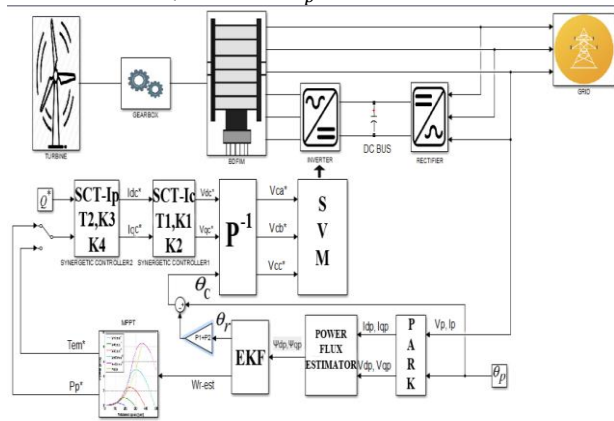 p
TURBINE
GEARBOX
BDFIM
INVERTER
DC BUS
RECTIFIER
GRID
Q*
SCT-Ip
T2,K3
K4
SYNERGETIC CONTROLLER2
Idc*
Iqc*
SCT-Ic
T1,K1
K2
SYNERGETIC CONTROLLER1
Vdc*
Vqc*
P-1
Vca*
Vcb*
Vcc*
S
V
M
θC
θr
P1+P2
MPPT
Tem*
Pp*
Wr-est
EKF
Ψdp,Ψqp
POWER
FLUX
ESTIMATOR
Idp, Iqp
Vdp, Vqp
P
A
R
K
Vp, Ip
θp